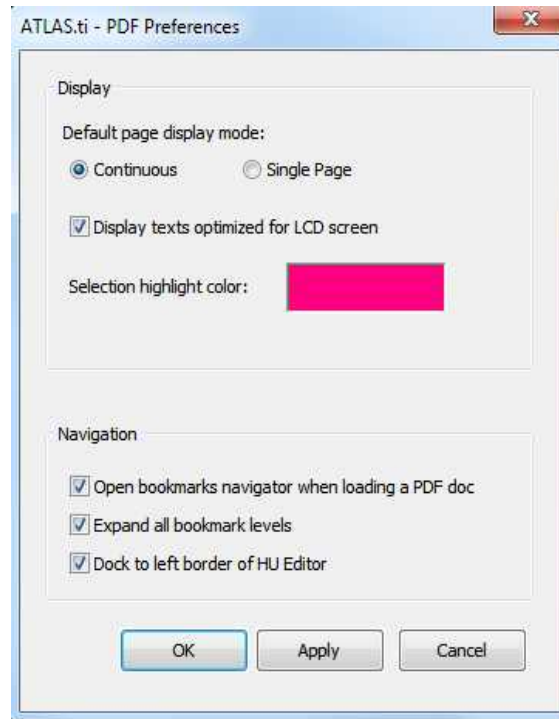 ATLAS.ti - PDF Preferences
Display
Default page display mode:
Continuous Single Page
Display texts optimized for LCD screen
Selection highlight color:
Navigation
Open bookmarks navigator when loading a PDF doc
Expand all bookmark levels
Dock to left border of HU Editor
OK Apply Cancel